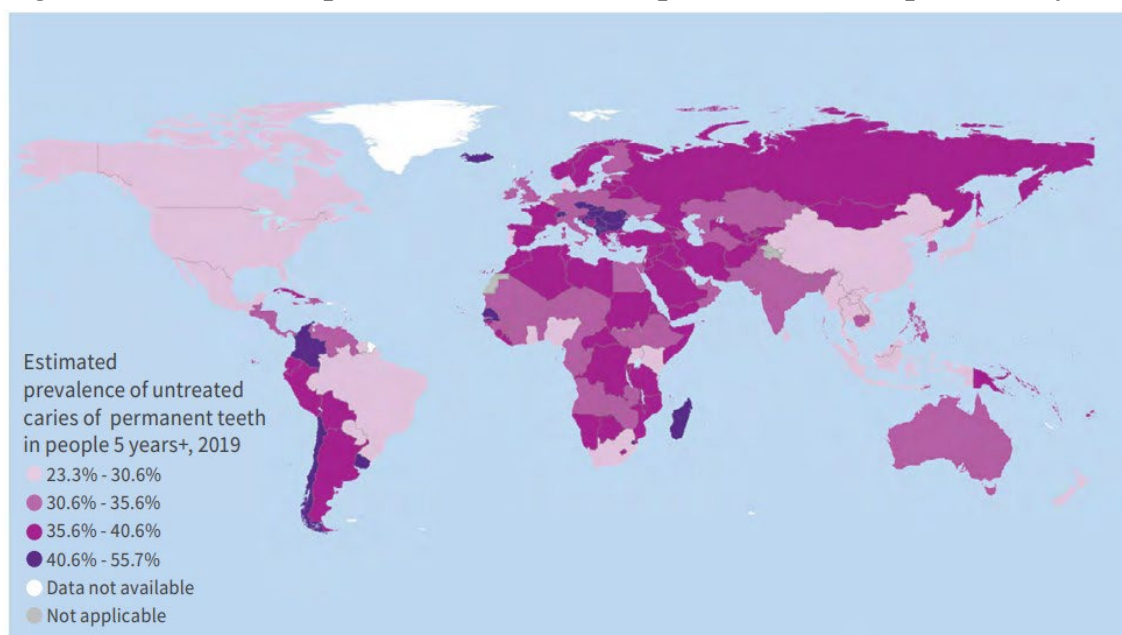 Estimated
prevalence of untreated
caries of permanent teeth
in people 5 years+, 2019
23.3% - 30.6%
30.6% - 35.6%
35.6% - 40.6%
40.6% - 55.7%
Data not available
Not applicable